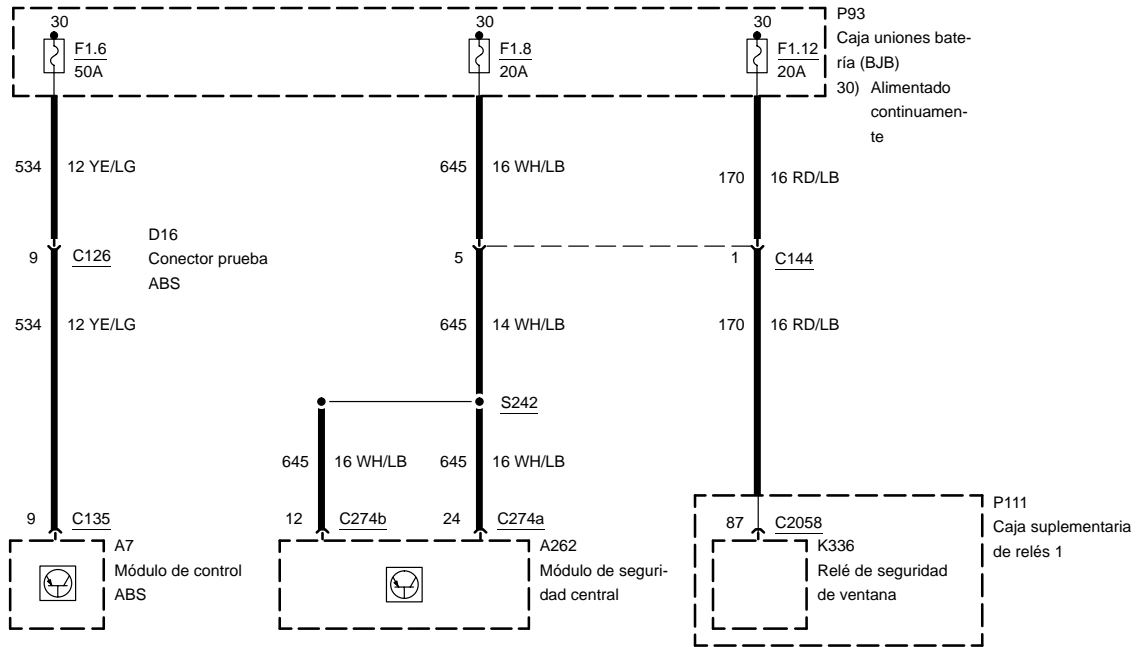 30
F1.6
50A
30
F1.8
20A
30
F1.12
20A
P93
Caja uniones bate-
ría (BJB)
30) Alimentado
continuamen-
te
534 12 YE/LG
645 16 WH/LB
170 16 RD/LB
9 C126
D16
Conector prueba
ABS
5
1 C144
534 12 YE/LG
645 14 WH/LB
170 16 RD/LB
S242
645 16 WH/LB
645 16 WH/LB
9 C135
12 C274b
24 C274a
87 C2058
P111
Caja suplementaria
de relés 1
A7
Módulo de control
ABS
A262
Módulo de seguri-
dad central
K336
Relé de seguridad
de ventana